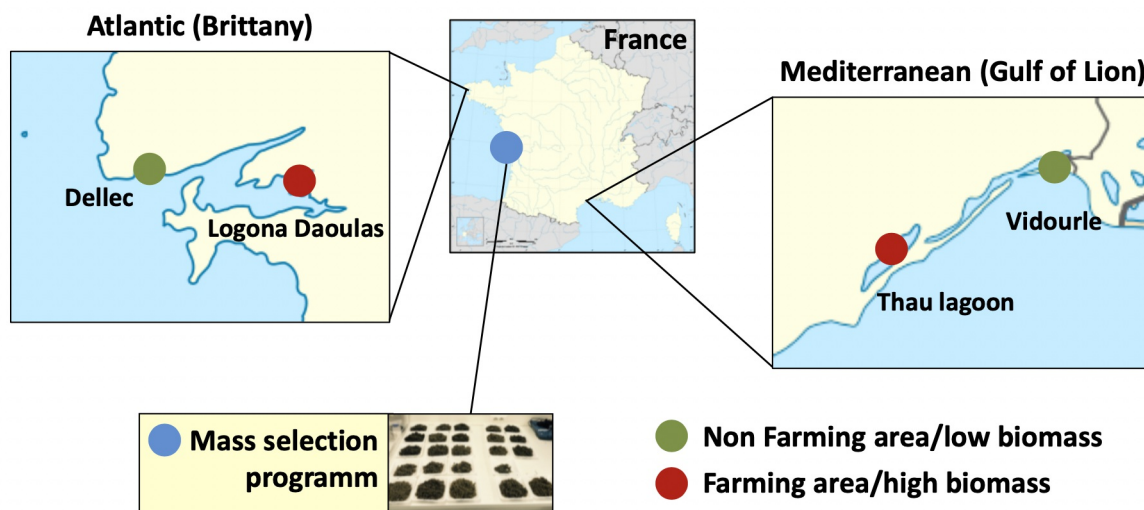 Atlantic (Brittany)
France
Mediterranean (Gulf of Lion)
Dellec
Logona Daoulas
Vidourle
Thau lagoon
Mass selection
programm
Non Farming area/low biomass
Farming area/high biomass